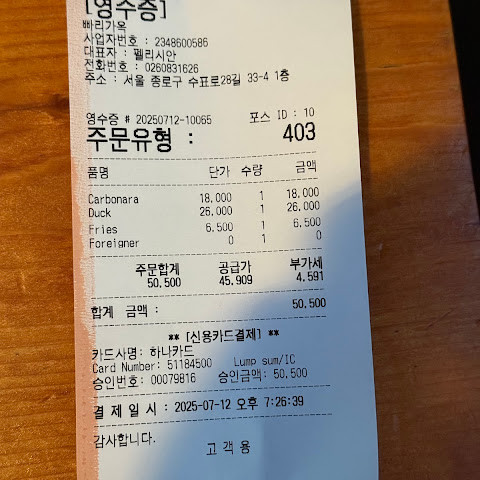 [영수증]
빠리가옥
사업자번호 : 2348600586
대표자 : 펠리시안
전화번호 : 0260831626
주소 : 서울 종로구 수표로28길 33-4 1층
영수증 # 20250712-10065 포스 ID : 10
주문유형 : 403
품명 단가 수량 금액
Carbonara 18,000 1 18,000
Duck 26,000 1 26,000
Fries 6,500 1 6,500
Foreigner 0 1 0
주문합계 공급가 부가세
50,500 45,909 4,591
합계 금액 : 50,500
** [신용카드결제] **
카드사명: 하나카드
Card Number: 51184500 Lump sum/IC
승인번호: 00079816 승인금액: 50,500
결제일시 : 2025-07-12 오후 7:26:39
감사합니다.
고객용